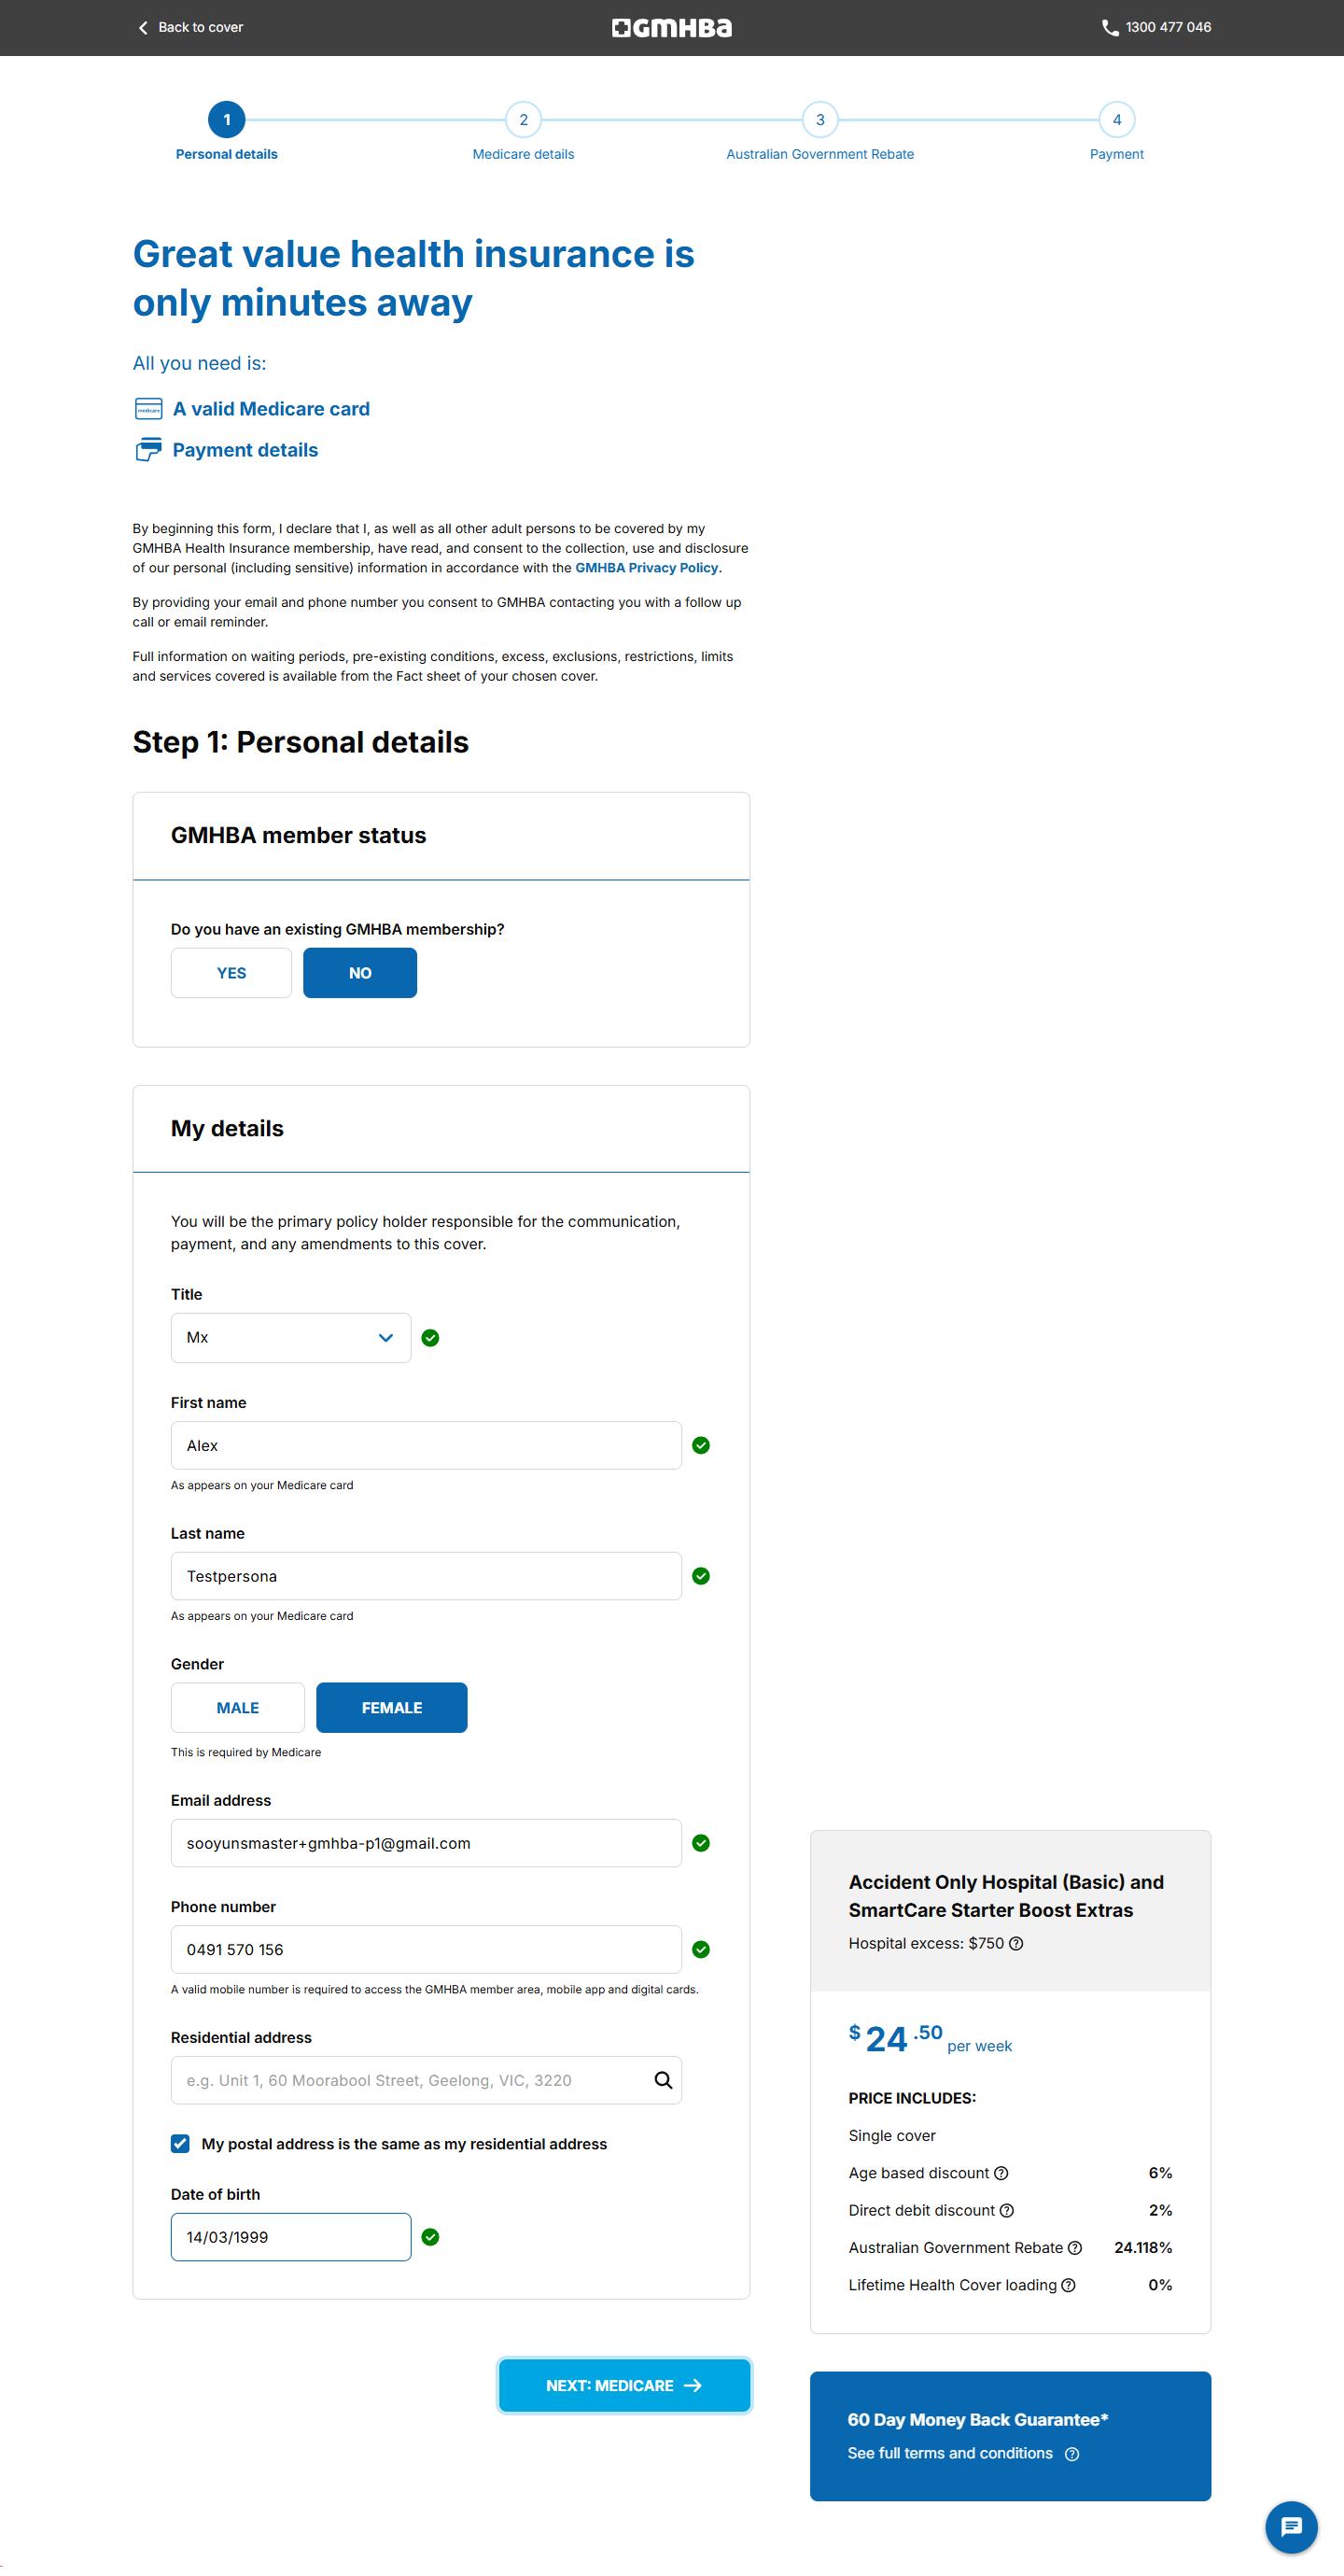 Back to cover
GMHBA
1300 477 046
1
2
3
4
Personal details
Medicare details
Australian Government Rebate
Payment
Great value health insurance is
only minutes away
All you need is:
medicare
A valid Medicare card
Payment details
By beginning this form, I declare that I, as well as all other adult persons to be covered by my
GMHBA Health Insurance membership, have read, and consent to the collection, use and disclosure
of our personal (including sensitive) information in accordance with the GMHBA Privacy Policy.
By providing your email and phone number you consent to GMHBA contacting you with a follow up
call or email reminder.
Full information on waiting periods, pre-existing conditions, excess, exclusions, restrictions, limits
and services covered is available from the Fact sheet of your chosen cover.
Step 1: Personal details
GMHBA member status
Do you have an existing GMHBA membership?
YES
NO
My details
You will be the primary policy holder responsible for the communication,
payment, and any amendments to this cover.
Title
Mx
First name
Alex
As appears on your Medicare card
Last name
Testpersona
As appears on your Medicare card
Gender
MALE
FEMALE
This is required by Medicare
Email address
sooyunsmaster+gmhba-p1@gmail.com
Phone number
0491 570 156
A valid mobile number is required to access the GMHBA member area, mobile app and digital cards.
Residential address
e.g. Unit 1, 60 Moorabool Street, Geelong, VIC, 3220
My postal address is the same as my residential address
Date of birth
14/03/1999
NEXT: MEDICARE
Accident Only Hospital (Basic) and
SmartCare Starter Boost Extras
Hospital excess: $750
$24.50 per week
PRICE INCLUDES:
Single cover
Age based discount 6%
Direct debit discount 2%
Australian Government Rebate 24.118%
Lifetime Health Cover loading 0%
60 Day Money Back Guarantee*
See full terms and conditions